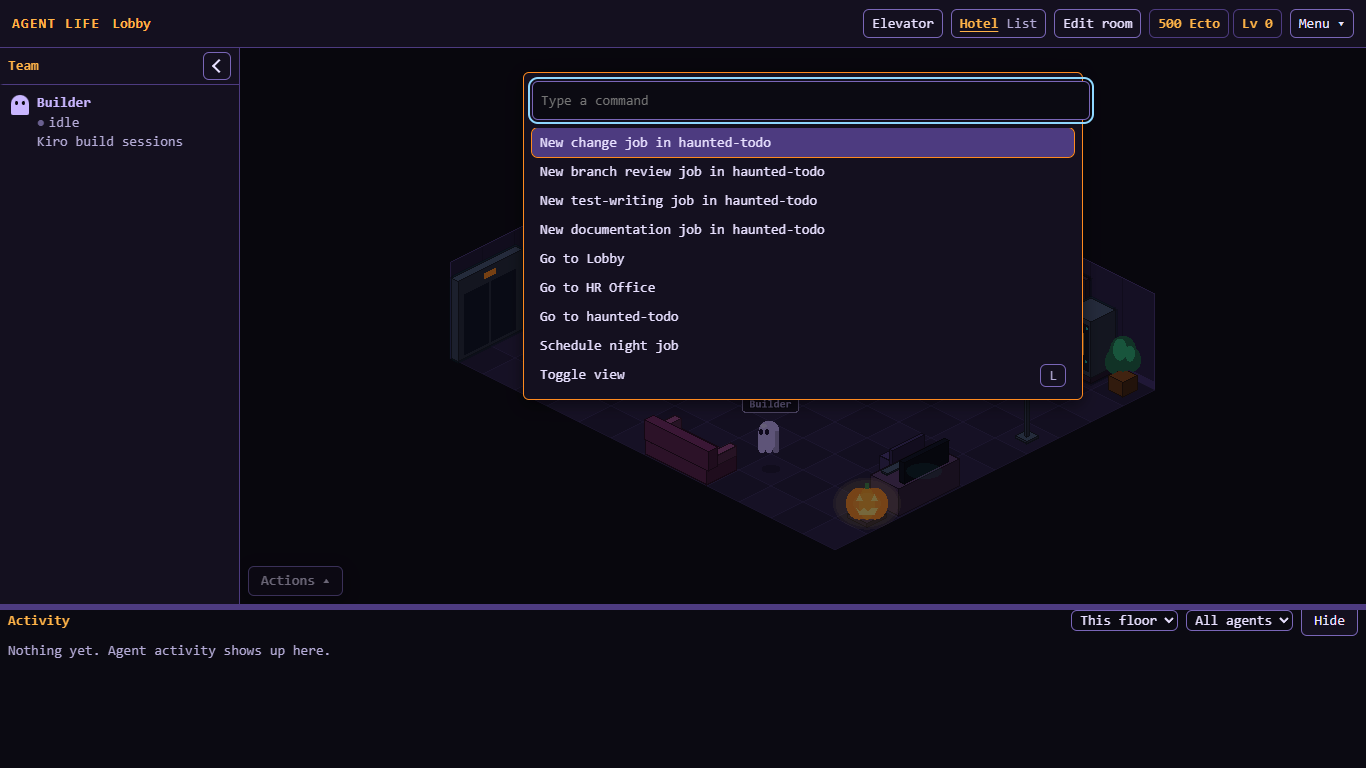 AGENT LIFE Lobby
Elevator Hotel List Edit room 500 Ecto Lv 0 Menu ▾
Team
Builder
idle
Kiro build sessions
Type a command
New change job in haunted-todo
New branch review job in haunted-todo
New test-writing job in haunted-todo
New documentation job in haunted-todo
Go to Lobby
Go to HR Office
Go to haunted-todo
Schedule night job
Toggle view L
Builder
Actions ▴
Activity This floor All agents Hide
Nothing yet. Agent activity shows up here.